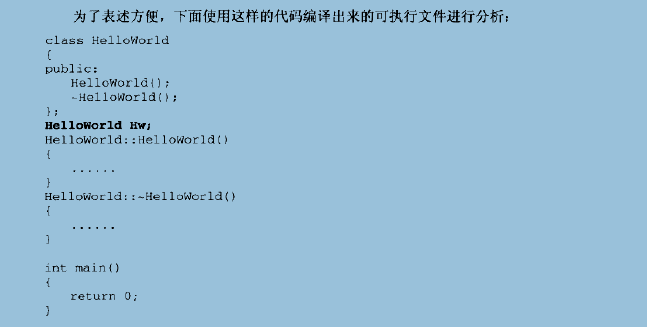 为了表述方便，下面使用这样的代码编译出来的可执行文件进行分析：
class HelloWorld
{
public:
HelloWorld();
~HelloWorld();
};
HelloWorld Hw;
HelloWorld::HelloWorld()
{
......
}
HelloWorld::~HelloWorld()
{
......
}
int main()
{
return 0;
}